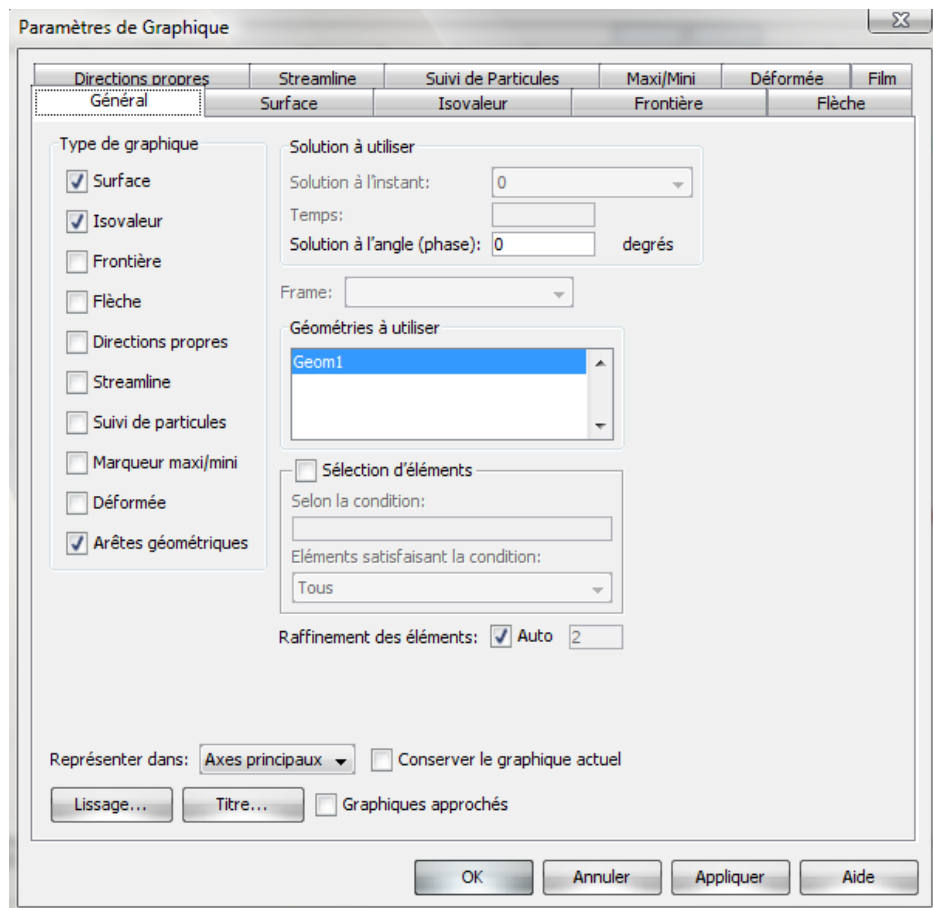 Paramètres de Graphique
Directions propres Streamline Suivi de Particules Maxi/Mini Déformée Film
Général Surface Isovaleur Frontière Flèche
Type de graphique
Surface
Isovaleur
Frontière
Flèche
Directions propres
Streamline
Suivi de particules
Marqueur maxi/mini
Déformée
Arêtes géométriques
Solution à utiliser
Solution à l'instant: 0
Temps:
Solution à l'angle (phase): 0 degrés
Frame:
Géométries à utiliser
Geom1
Sélection d'éléments
Selon la condition:
Eléments satisfaisant la condition:
Tous
Raffinement des éléments: Auto 2
Représenter dans: Axes principaux Conserver le graphique actuel
Lissage... Titre... Graphiques approchés
OK Annuler Appliquer Aide